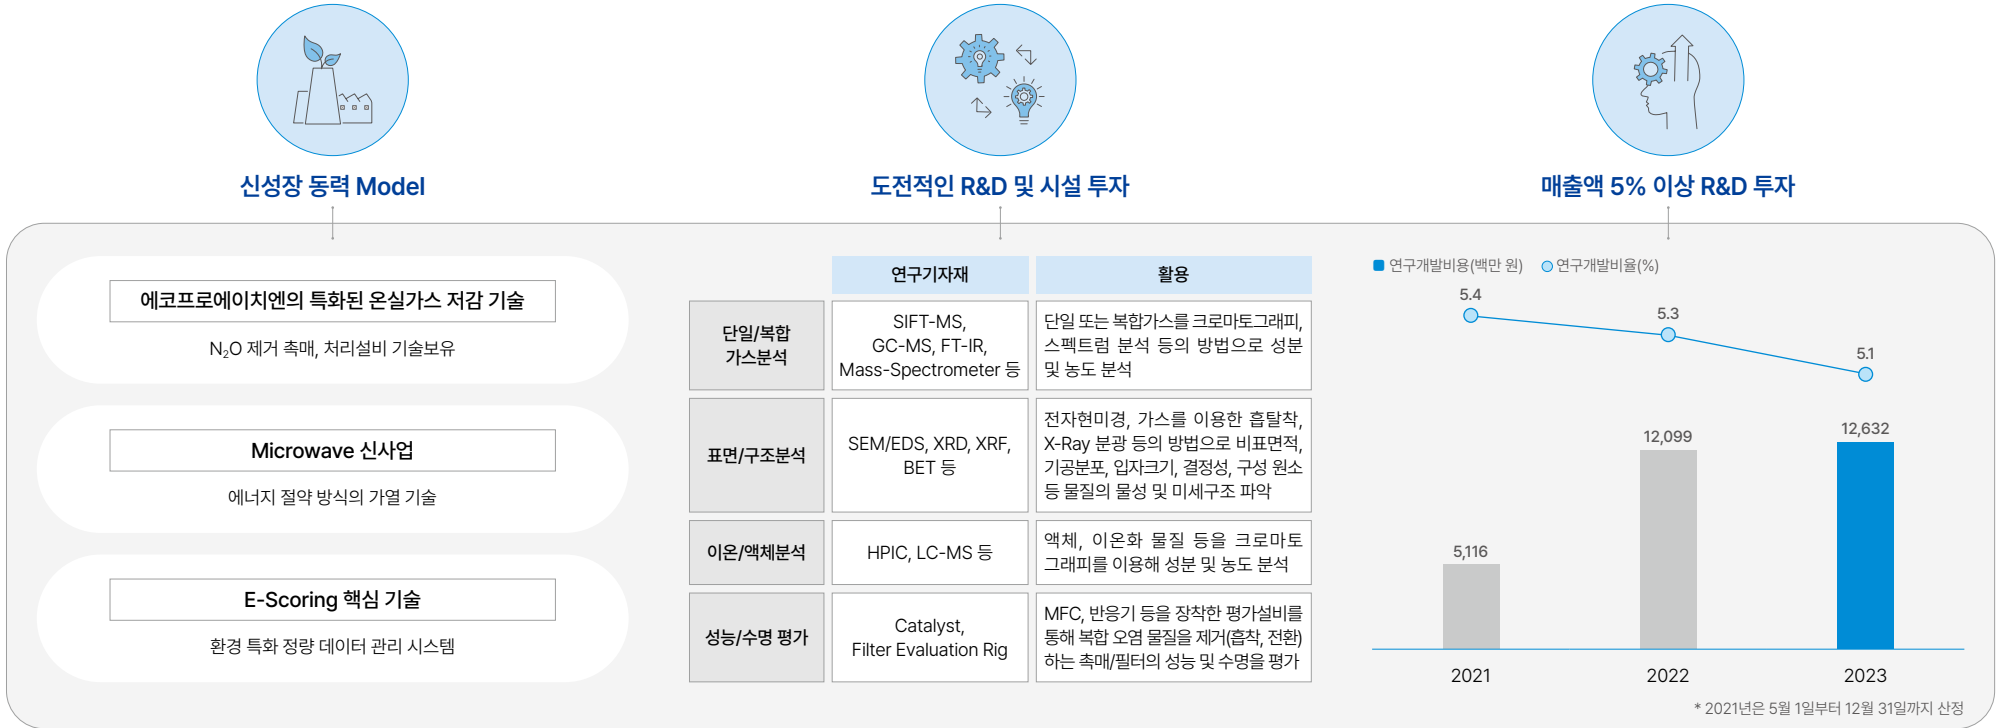 신성장 동력 Model
에코프로에이치엔의 특화된 온실가스 저감 기술
N₂O 제거 촉매, 처리설비 기술보유
Microwave 신사업
에너지 절약 방식의 가열 기술
E-Scoring 핵심 기술
환경 특화 정량 데이터 관리 시스템
도전적인 R&D 및 시설 투자
연구기자재
활용
단일/복합
가스분석
SIFT-MS,
GC-MS, FT-IR,
Mass-Spectrometer 등
단일 또는 복합가스를 크로마토그래피,
스펙트럼 분석 등의 방법으로 성분
및 농도 분석
표면/구조분석
SEM/EDS, XRD, XRF,
BET 등
전자현미경, 가스를 이용한 흡탈착,
X-Ray 분광 등의 방법으로 비표면적,
기공분포, 입자크기, 결정성, 구성 원소
등 물질의 물성 및 미세구조 파악
이온/액체분석
HPIC, LC-MS 등
액체, 이온화 물질 등을 크로마토
그래피를 이용해 성분 및 농도 분석
성능/수명 평가
Catalyst,
Filter Evaluation Rig
MFC, 반응기 등을 장착한 평가설비를
통해 복합 오염 물질을 제거(흡착, 전환)
하는 촉매/필터의 성능 및 수명을 평가
매출액 5% 이상 R&D 투자
연구개발비용(백만 원)
연구개발비율(%)
5.4
5.3
5.1
5,116
12,099
12,632
2021
2022
2023
* 2021년은 5월 1일부터 12월 31일까지 산정